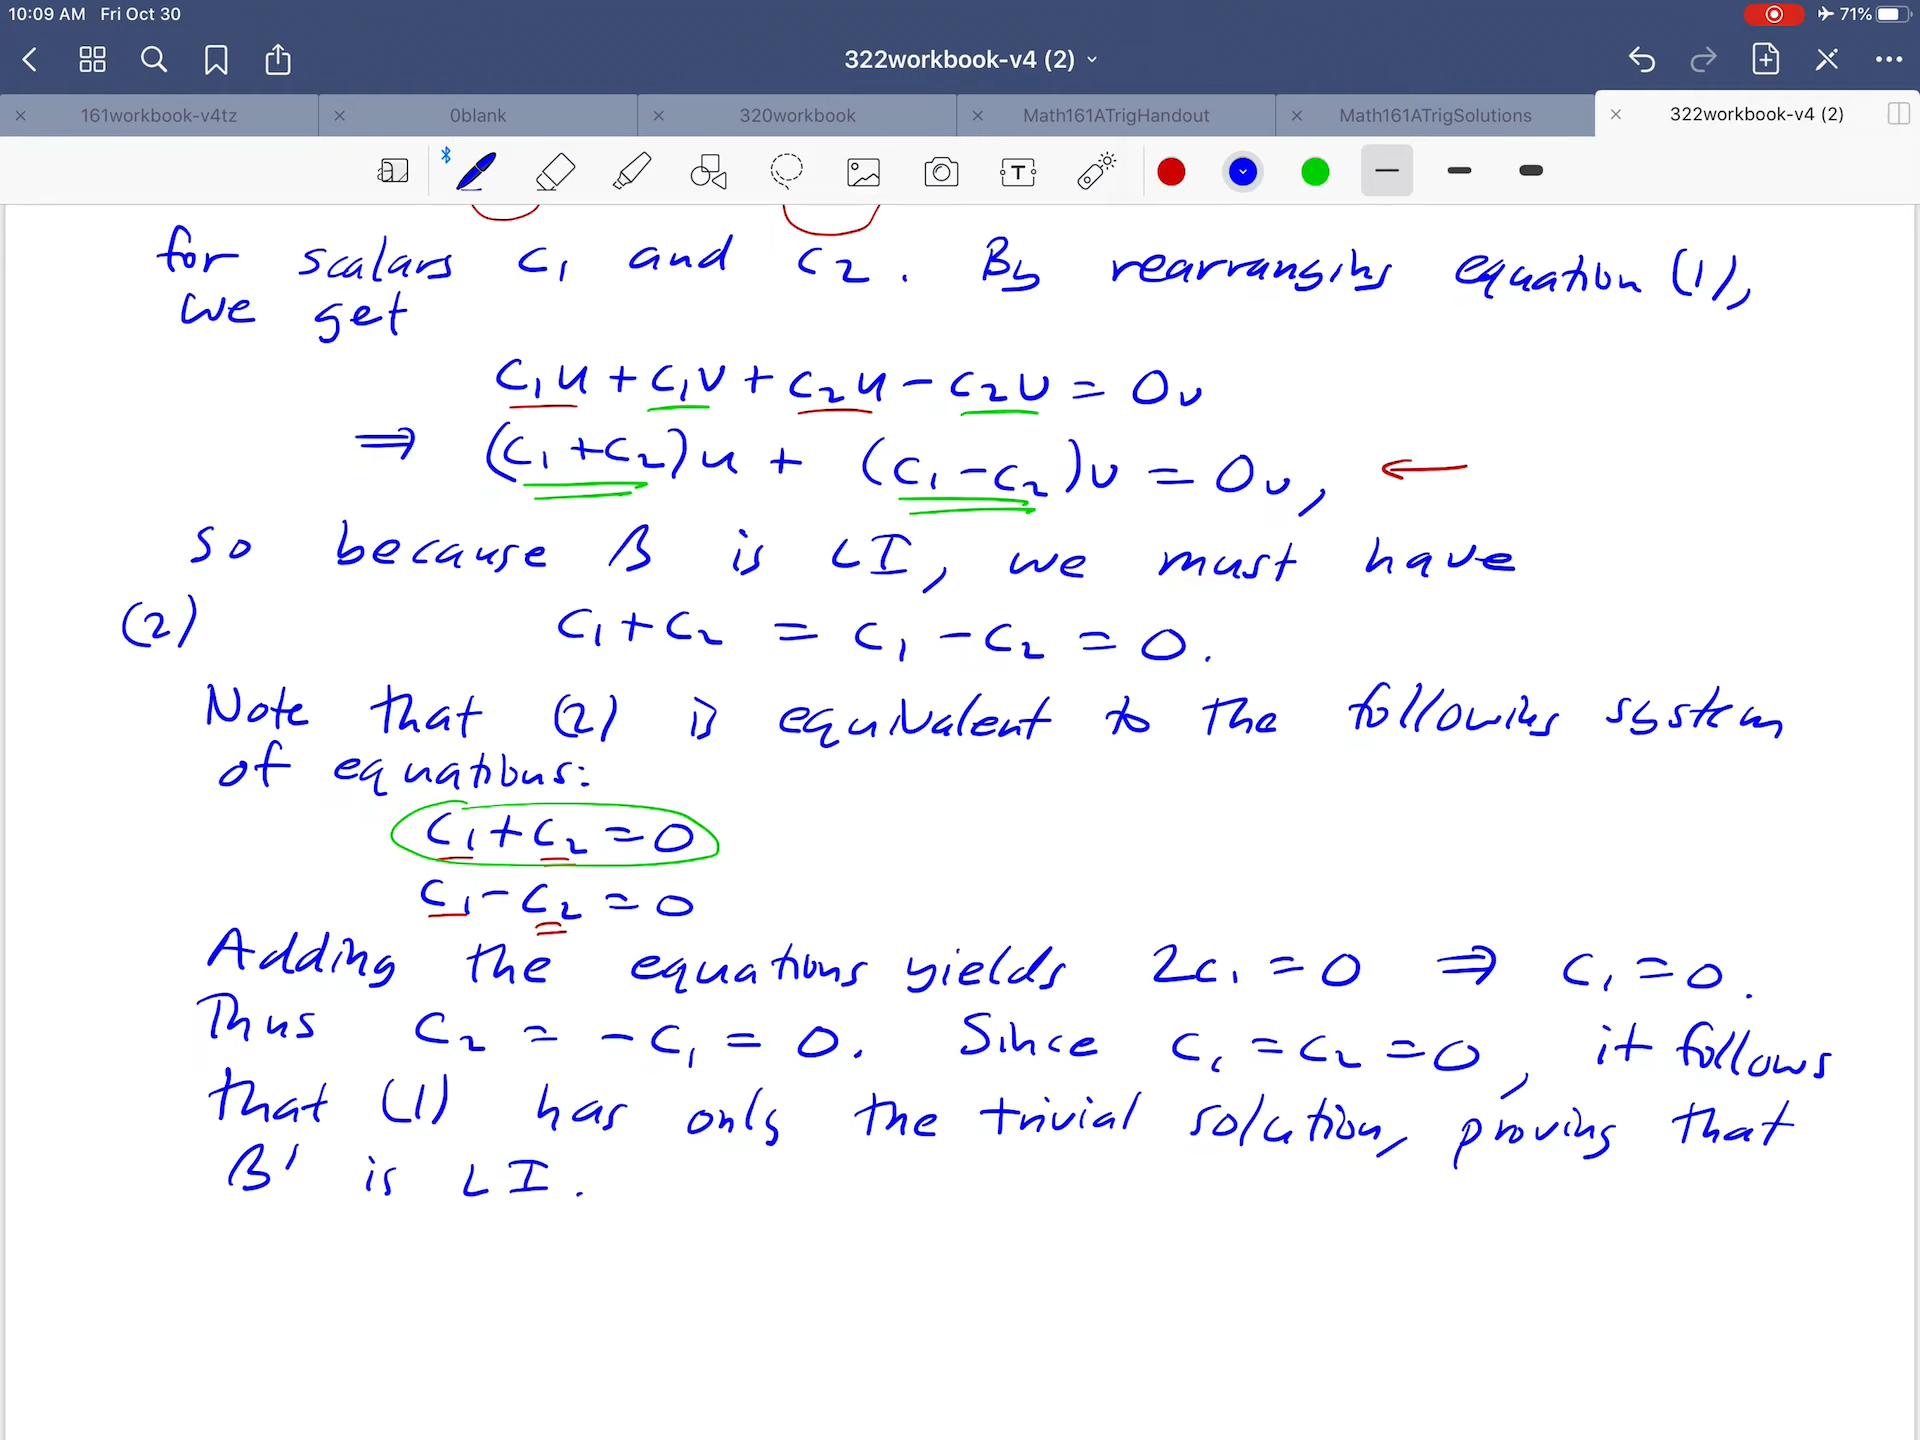 10:09 AM Fri Oct 30
71%
322workbook-v4 (2)
161workbook-v4tz
0blank
320workbook
Math161ATrigHandout
Math161ATrigSolutions
322workbook-v4 (2)
for scalars c₁ and c₂. By rearranging equation (1),
we get
c₁u + c₁v + c₂u - c₂v = 0v
⇒ (c₁+c₂)u + (c₁-c₂)v = 0v, ←
so because β is LI, we must have
(2) c₁+c₂ = c₁-c₂ = 0.
Note that (2) is equivalent to the following system
of equations:
c₁+c₂=0
c₁-c₂=0
Adding the equations yields 2c₁=0 ⇒ c₁=0.
Thus c₂ = -c₁ = 0. Since c₁=c₂=0, it follows
that (1) has only the trivial solution, proving that
β' is LI.